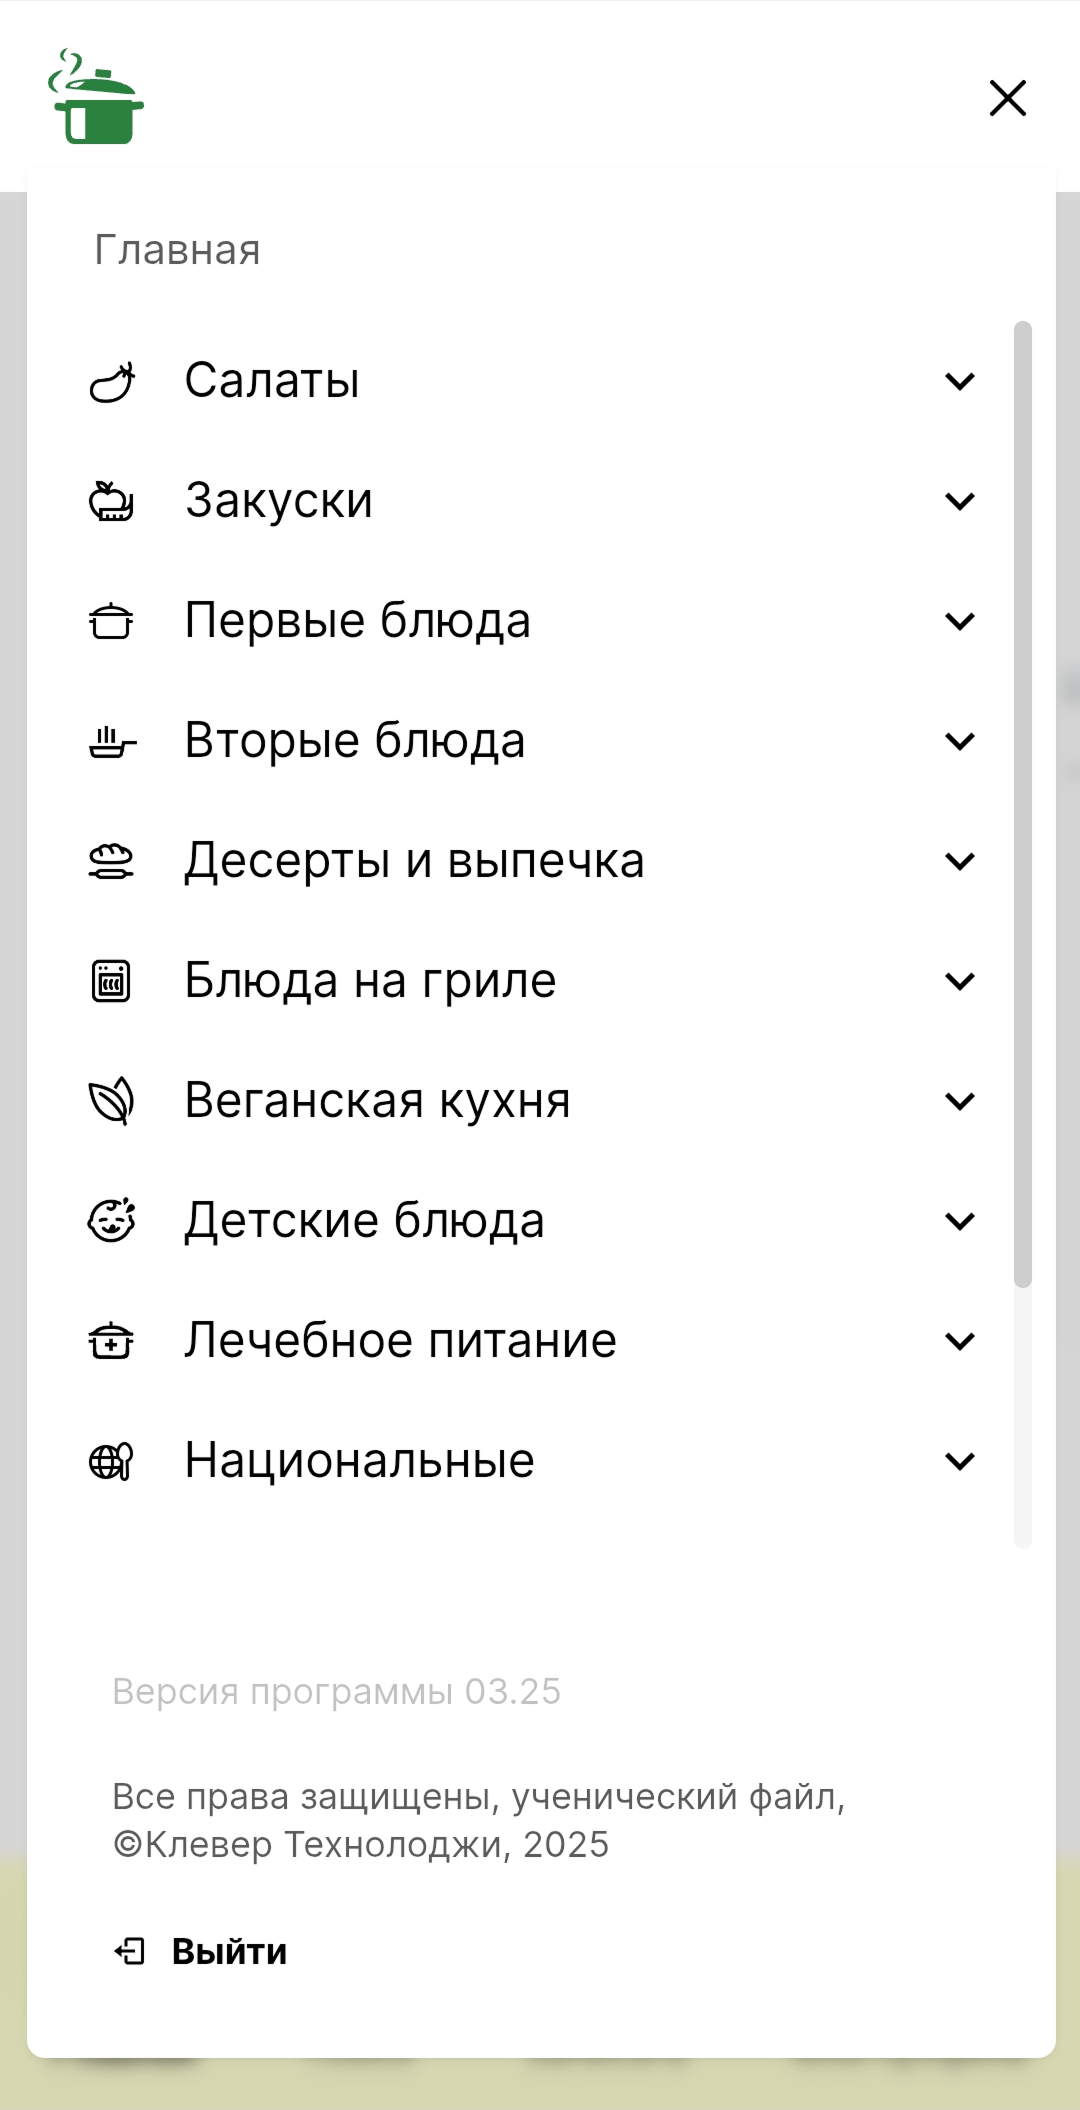 Главная
Салаты
Закуски
Первые блюда
Вторые блюда
Десерты и выпечка
Блюда на гриле
Веганская кухня
Детские блюда
Лечебное питание
Национальные
Версия программы 03.25
Все права защищены, ученический файл,
©Клевер Технолоджи, 2025
Выйти